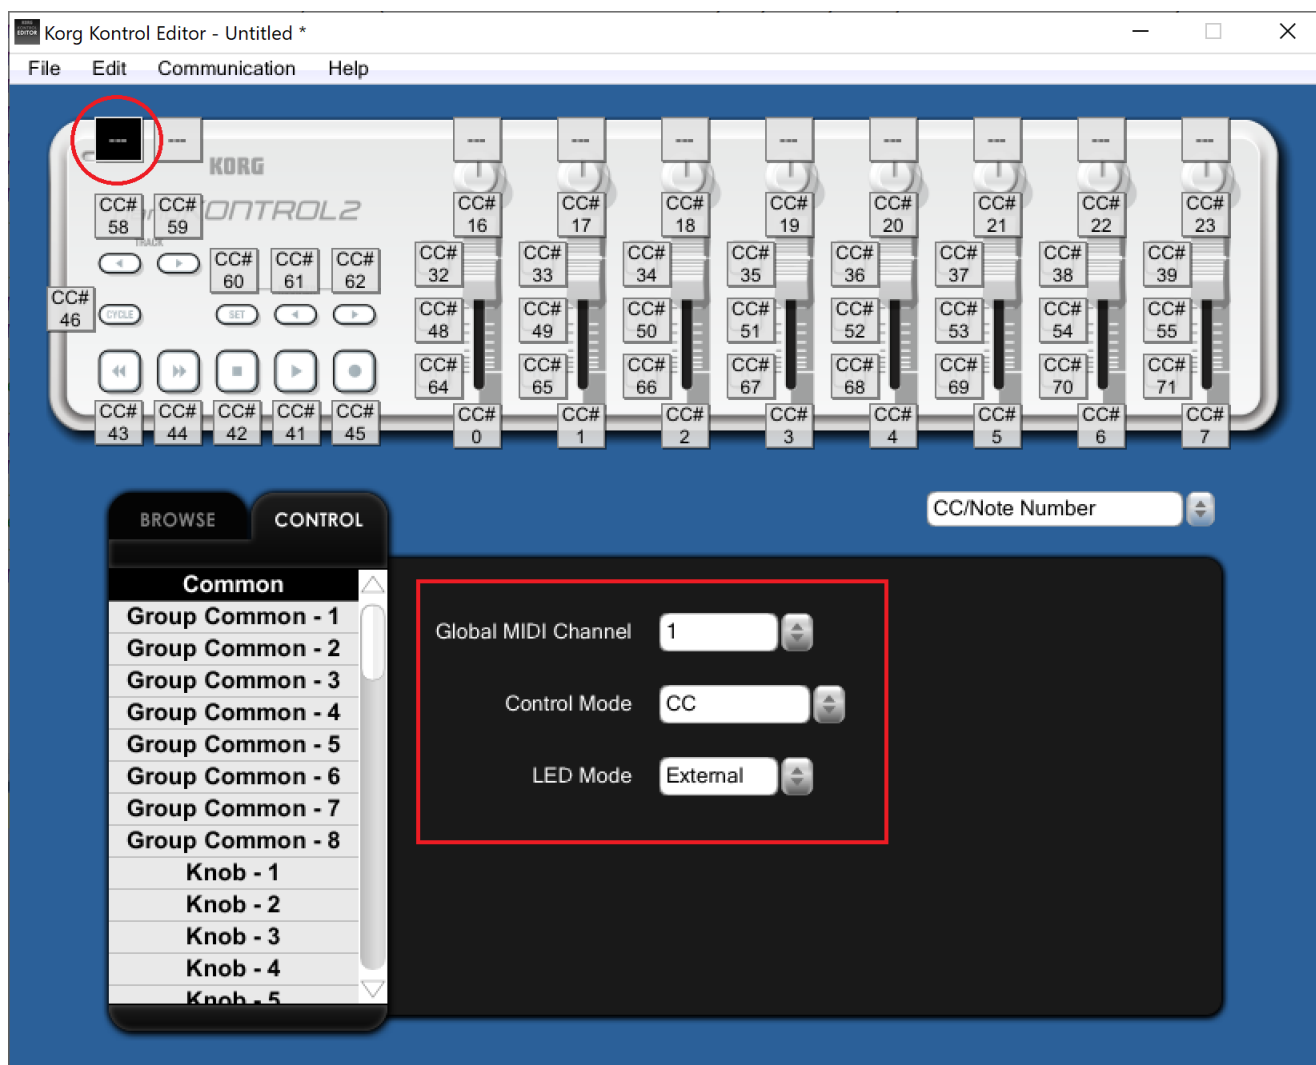 Korg Kontrol Editor - Untitled *
File Edit Communication Help
--- --- --- --- --- --- --- --- --- ---
KORG
CC# 58 CC# 59 ONTROL2 CC# 16 CC# 17 CC# 18 CC# 19 CC# 20 CC# 21 CC# 22 CC# 23
TRACK
CC# 60 CC# 61 CC# 62 CC# 32 CC# 33 CC# 34 CC# 35 CC# 36 CC# 37 CC# 38 CC# 39
CC# 46 CYCLE SET CC# 48 CC# 49 CC# 50 CC# 51 CC# 52 CC# 53 CC# 54 CC# 55
CC# 64 CC# 65 CC# 66 CC# 67 CC# 68 CC# 69 CC# 70 CC# 71
CC# 43 CC# 44 CC# 42 CC# 41 CC# 45 CC# 0 CC# 1 CC# 2 CC# 3 CC# 4 CC# 5 CC# 6 CC# 7
BROWSE CONTROL
CC/Note Number
Common
Group Common - 1
Group Common - 2
Group Common - 3
Group Common - 4
Group Common - 5
Group Common - 6
Group Common - 7
Group Common - 8
Knob - 1
Knob - 2
Knob - 3
Knob - 4
Knob - 5
Global MIDI Channel 1
Control Mode CC
LED Mode External